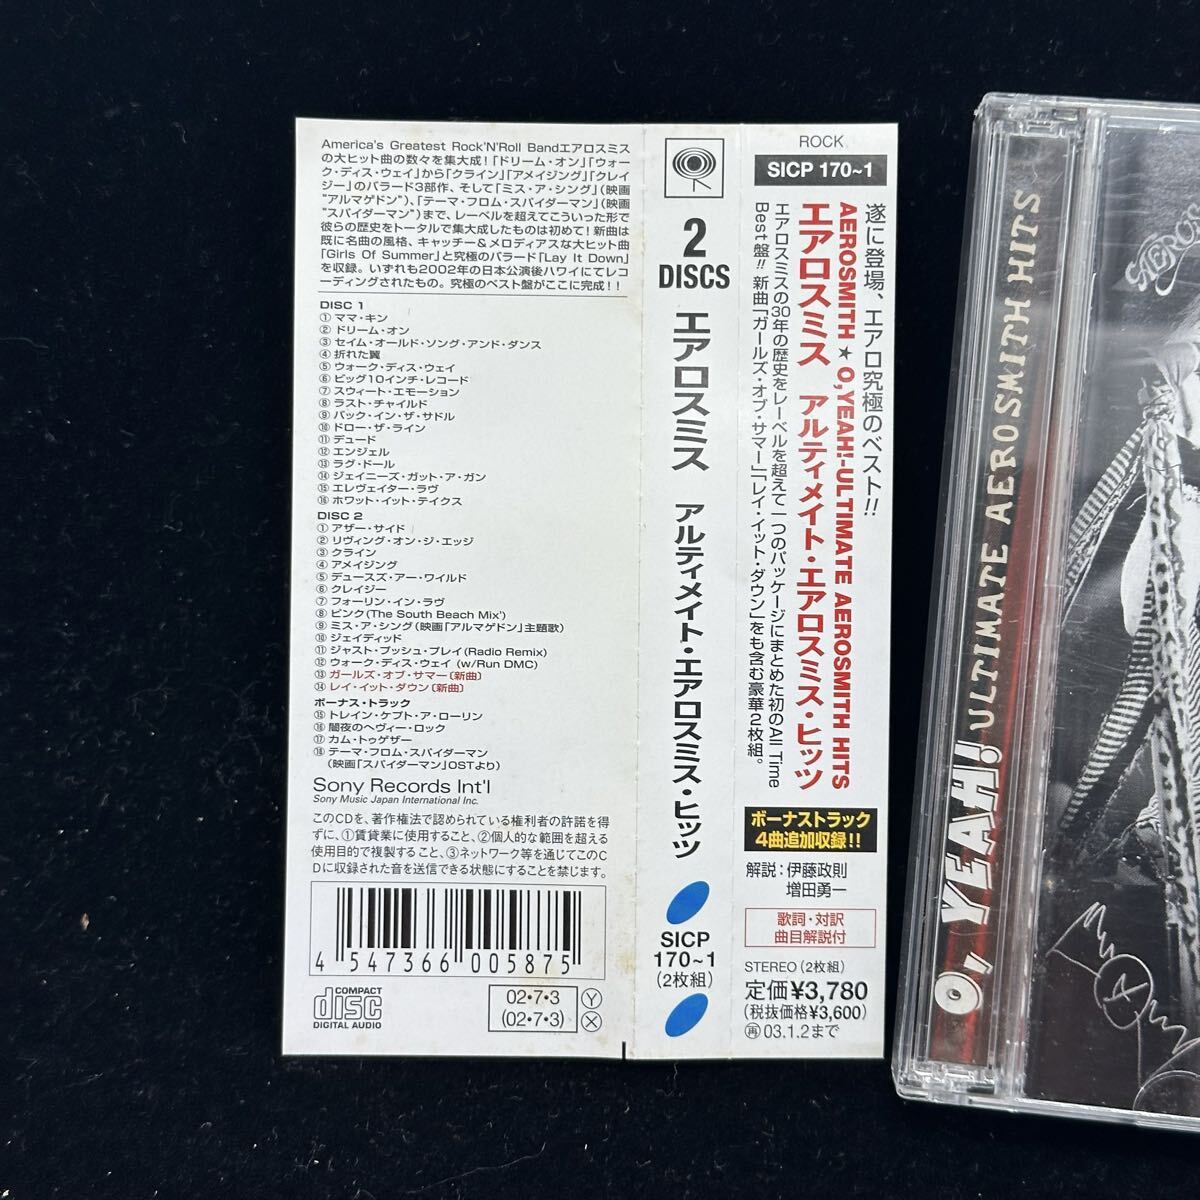 America's Greatest Rock'N'Roll Bandエアロスミス
の大ヒット曲の数々を集大成!「ドリーム・オン」「ウォー
ク・ディス・ウェイ」から「クライン」「アメイジング」「クレイ
ジー」のバラード3部作、そして「ミス・ア・シング」(映画
“アルマゲドン”)、「テーマ・フロム・スパイダーマン」(映画
“スパイダーマン”)まで、レーベルを超えてこういった形で
彼らの歴史をトータルで集大成したものは初めて!新曲は
既に名曲の風格、キャッチー&メロディアスな大ヒット曲
「Girls Of Summer」と究極のバラード「Lay It Down」
を収録。いずれも2002年の日本公演後ハワイにてレコ
ーディングされたもの。究極のベスト盤がここに完成!!
DISC 1
①ママ・キン
②ドリーム・オン
③セイム・オールド・ソング・アンド・ダンス
④折れた翼
⑤ウォーク・ディス・ウェイ
⑥ビッグ10インチ・レコード
⑦スウィート・エモーション
⑧ラスト・チャイルド
⑨バック・イン・ザ・サドル
⑩ドロー・ザ・ライン
⑪デュード
⑫エンジェル
⑬ラグ・ドール
⑭ジェイニーズ・ガット・ア・ガン
⑮エレヴェイター・ラヴ
⑯ホワット・イット・テイクス
DISC 2
①アザー・サイド
②リヴィング・オン・ジ・エッジ
③クライン
④アメイジング
⑤デュースズ・アー・ワイルド
⑥クレイジー
⑦フォーリン・イン・ラヴ
⑧ピンク(The South Beach Mix')
⑨ミス・ア・シング(映画「アルマゲドン」主題歌)
⑩ジェイディッド
⑪ジャスト・プッシュ・プレイ(Radio Remix)
⑫ウォーク・ディス・ウェイ(w/Run DMC)
⑬ガールズ・オブ・サマー〔新曲〕
⑭レイ・イット・ダウン〔新曲〕
ボーナス・トラック
⑮トレイン・ケプト・ア・ローリン
⑯闇夜のヘヴィー・ロック
⑰カム・トゥゲザー
⑱テーマ・フロム・スパイダーマン
(映画「スパイダーマン」OSTより)
Sony Records Int'l
Sony Music Japan International Inc.
このCDを、著作権法で認められている権利者の許諾を得
ずに、①賃貸業に使用すること、②個人的な範囲を超える
使用目的で複製すること、③ネットワーク等を通じてこのC
Dに収録された音を送信できる状態にすることを禁じます。
4 547366 005875
COMPACT
disc
DIGITAL AUDIO
02・7・3 Ⓨ
(02・7・3) Ⓧ
2
DISCS
エアロスミス アルティメイト・エアロスミス・ヒッツ
SICP
170~1
(2枚組)
ROCK
SICP 170~1
遂に登場、エアロ究極のベスト!!
AEROSMITH ★ O,YEAH!-ULTIMATE AEROSMITH HITS
エアロスミス アルティメイト・エアロスミス・ヒッツ
エアロスミスの30年の歴史をレーベルを超えて一つのパッケージにまとめた初のAll Time
Best盤!! 新曲「ガールズ・オブ・サマー」「レイ・イット・ダウン」をも含む豪華2枚組。
ボーナストラック
4曲追加収録!!
解説:伊藤政則
増田勇一
歌詞・対訳
曲目解説付
STEREO(2枚組)
定価¥3,780
(税抜価格¥3,600)
㊢03.1.2まで
O, YEAH! ULTIMATE AEROSMITH HITS